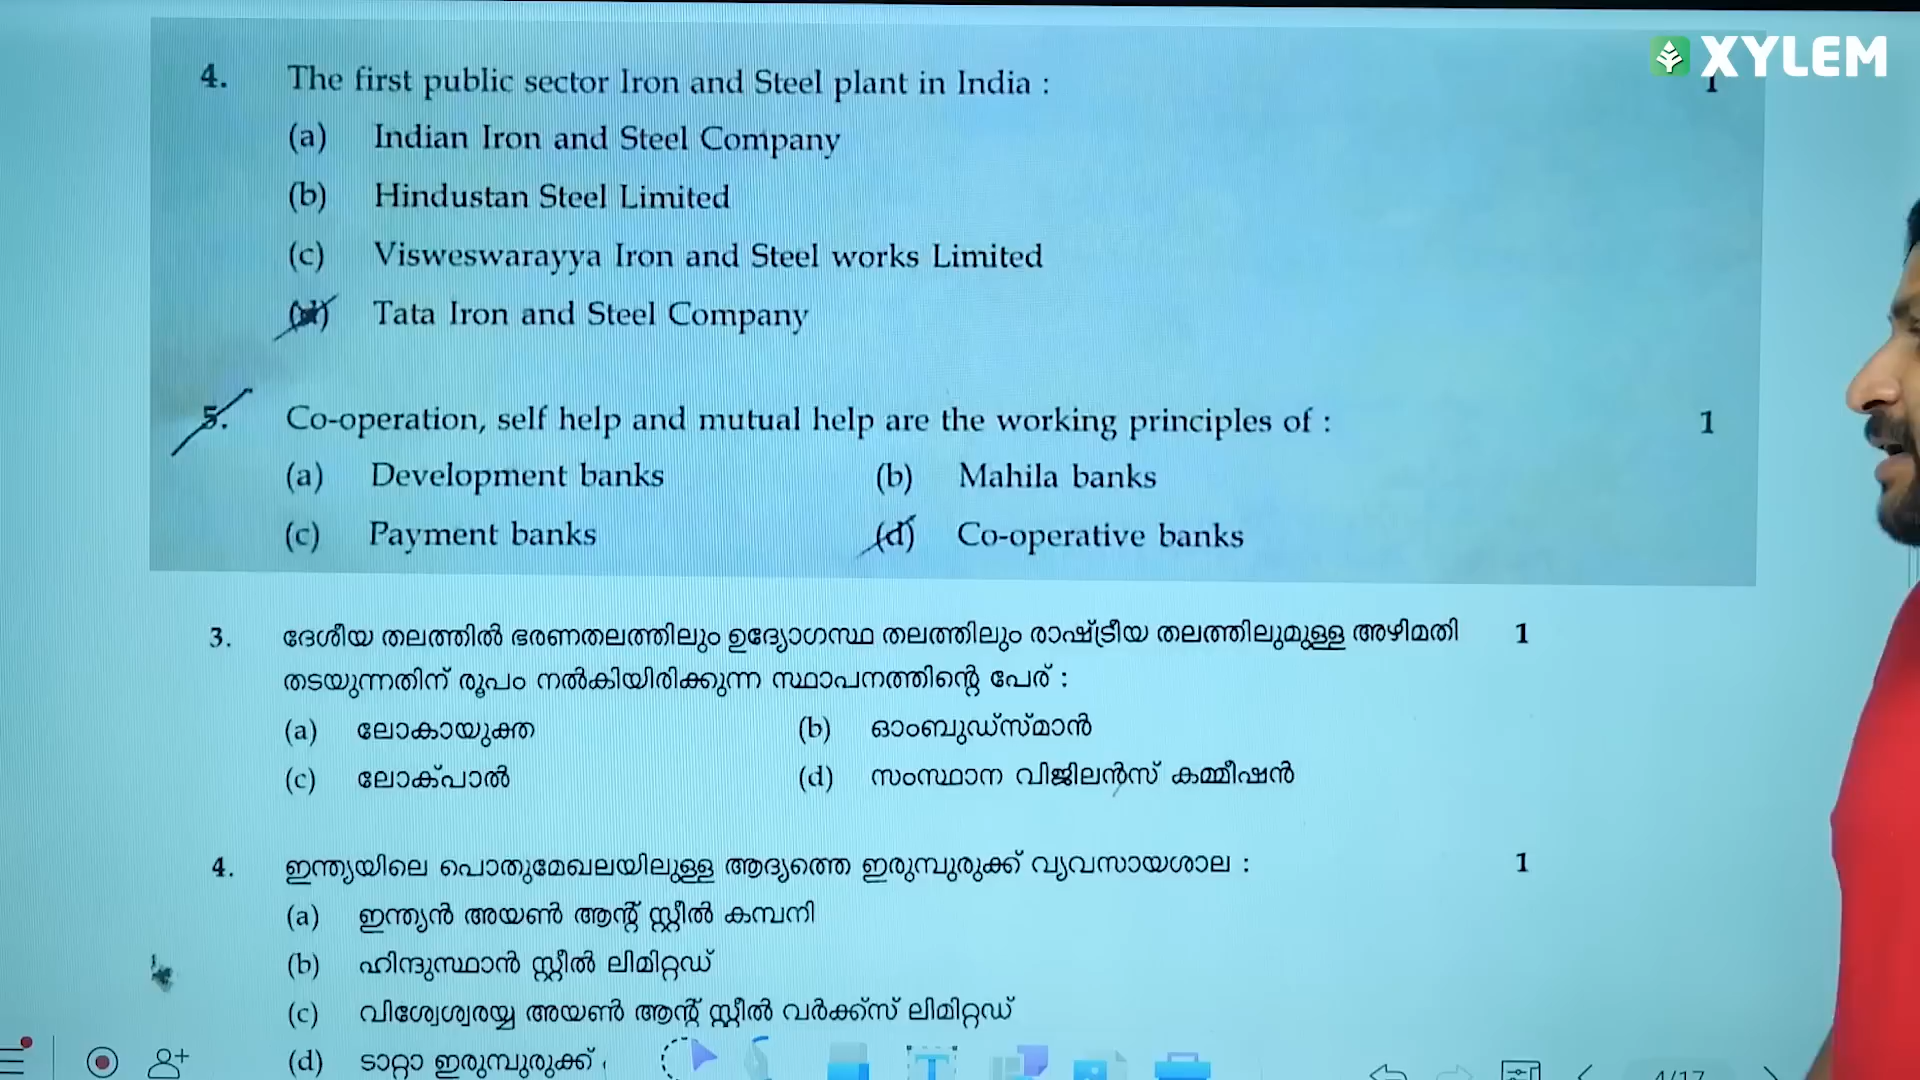 XYLEM
4. The first public sector Iron and Steel plant in India : 1
(a) Indian Iron and Steel Company
(b) Hindustan Steel Limited
(c) Visweswarayya Iron and Steel works Limited
(d) Tata Iron and Steel Company
5. Co-operation, self help and mutual help are the working principles of : 1
(a) Development banks (b) Mahila banks
(c) Payment banks (d) Co-operative banks
3. ദേശീയ തലത്തിൽ ഭരണതലത്തിലും ഉദ്യോഗസ്ഥ തലത്തിലും രാഷ്ട്രീയ തലത്തിലുമുള്ള അഴിമതി 1
തടയുന്നതിന് രൂപം നൽകിയിരിക്കുന്ന സ്ഥാപനത്തിന്റെ പേര് :
(a) ലോകായുക്ത (b) ഓംബുഡ്സ്മാൻ
(c) ലോക്പാൽ (d) സംസ്ഥാന വിജിലൻസ് കമ്മീഷൻ
4. ഇന്ത്യയിലെ പൊതുമേഖലയിലുള്ള ആദ്യത്തെ ഇരുമ്പുരുക്ക് വ്യവസായശാല : 1
(a) ഇന്ത്യൻ അയൺ ആന്റ് സ്റ്റീൽ കമ്പനി
(b) ഹിന്ദുസ്ഥാൻ സ്റ്റീൽ ലിമിറ്റഡ്
(c) വിശ്വേശ്വരയ്യ അയൺ ആന്റ് സ്റ്റീൽ വർക്ക്സ് ലിമിറ്റഡ്
(d) ടാറ്റാ ഇരുമ്പുരുക്ക്
4/17